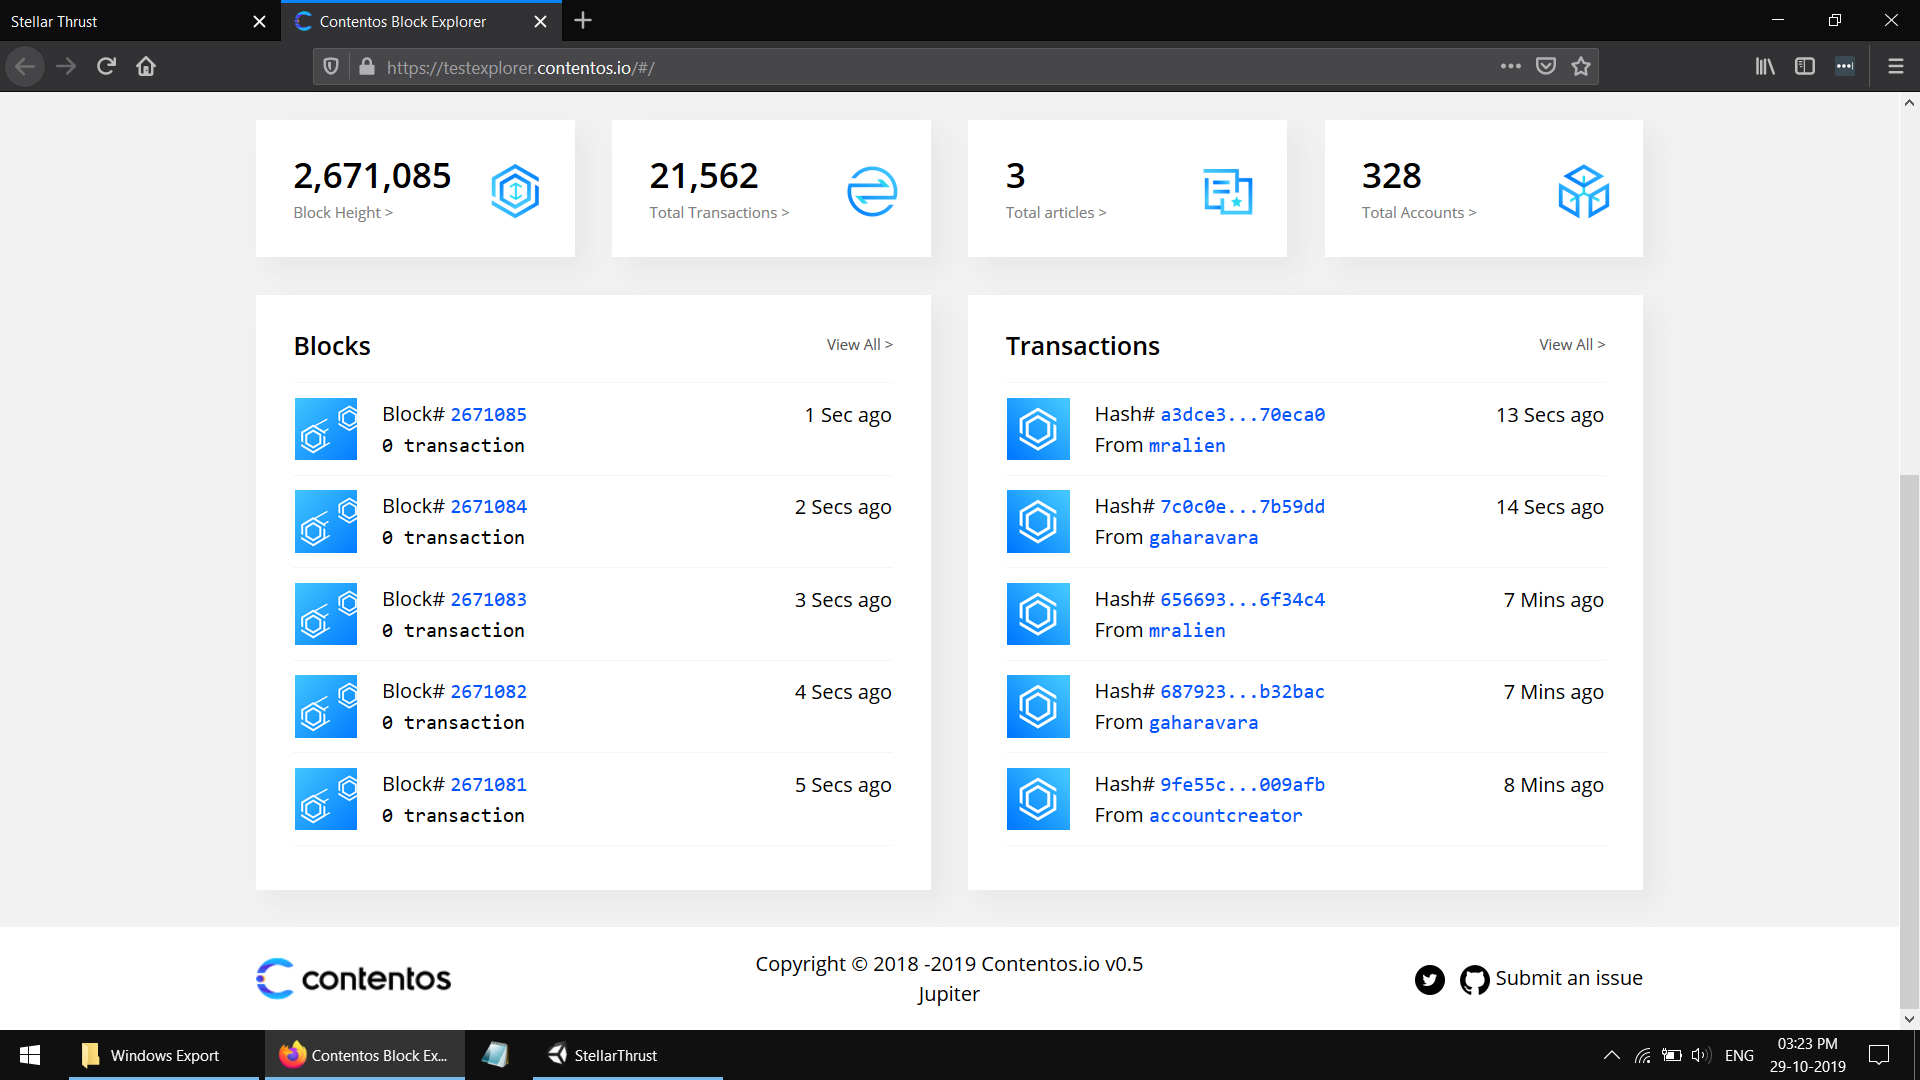 Stellar Thrust
Contentos Block Explorer
https://testexplorer.contentos.io/#/
2,671,085
Block Height >
21,562
Total Transactions >
3
Total articles >
328
Total Accounts >
Blocks
View All >
Block# 2671085
1 Sec ago
0 transaction
Block# 2671084
2 Secs ago
0 transaction
Block# 2671083
3 Secs ago
0 transaction
Block# 2671082
4 Secs ago
0 transaction
Block# 2671081
5 Secs ago
0 transaction
Transactions
View All >
Hash# a3dce3...70eca0
13 Secs ago
From mralien
Hash# 7c0c0e...7b59dd
14 Secs ago
From gaharavara
Hash# 656693...6f34c4
7 Mins ago
From mralien
Hash# 687923...b32bac
7 Mins ago
From gaharavara
Hash# 9fe55c...009afb
8 Mins ago
From accountcreator
contentos
Copyright © 2018 -2019 Contentos.io v0.5
Jupiter
Submit an issue
Windows Export
Contentos Block Ex...
StellarThrust
ENG
03:23 PM
29-10-2019